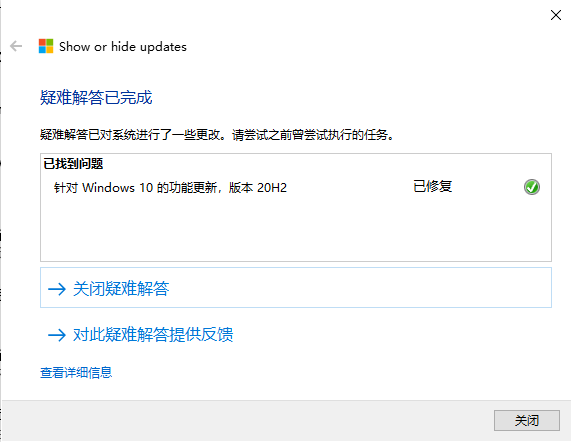 Show or hide updates
疑难解答已完成
疑难解答已对系统进行了一些更改。请尝试之前曾尝试执行的任务。
已找到问题
针对 Windows 10 的功能更新，版本 20H2 已修复
关闭疑难解答
对此疑难解答提供反馈
查看详细信息
关闭